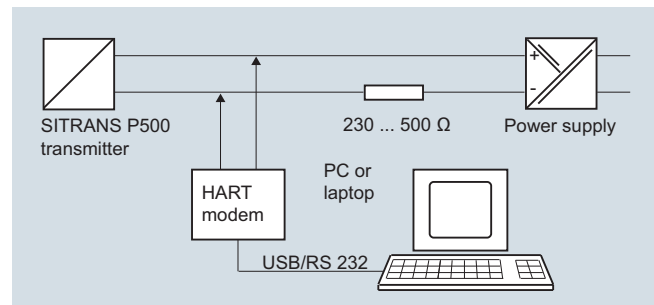 +
-
SITRANS P500
transmitter
230 ... 500 Ω
Power supply
HART
modem
PC or
laptop
USB/RS 232